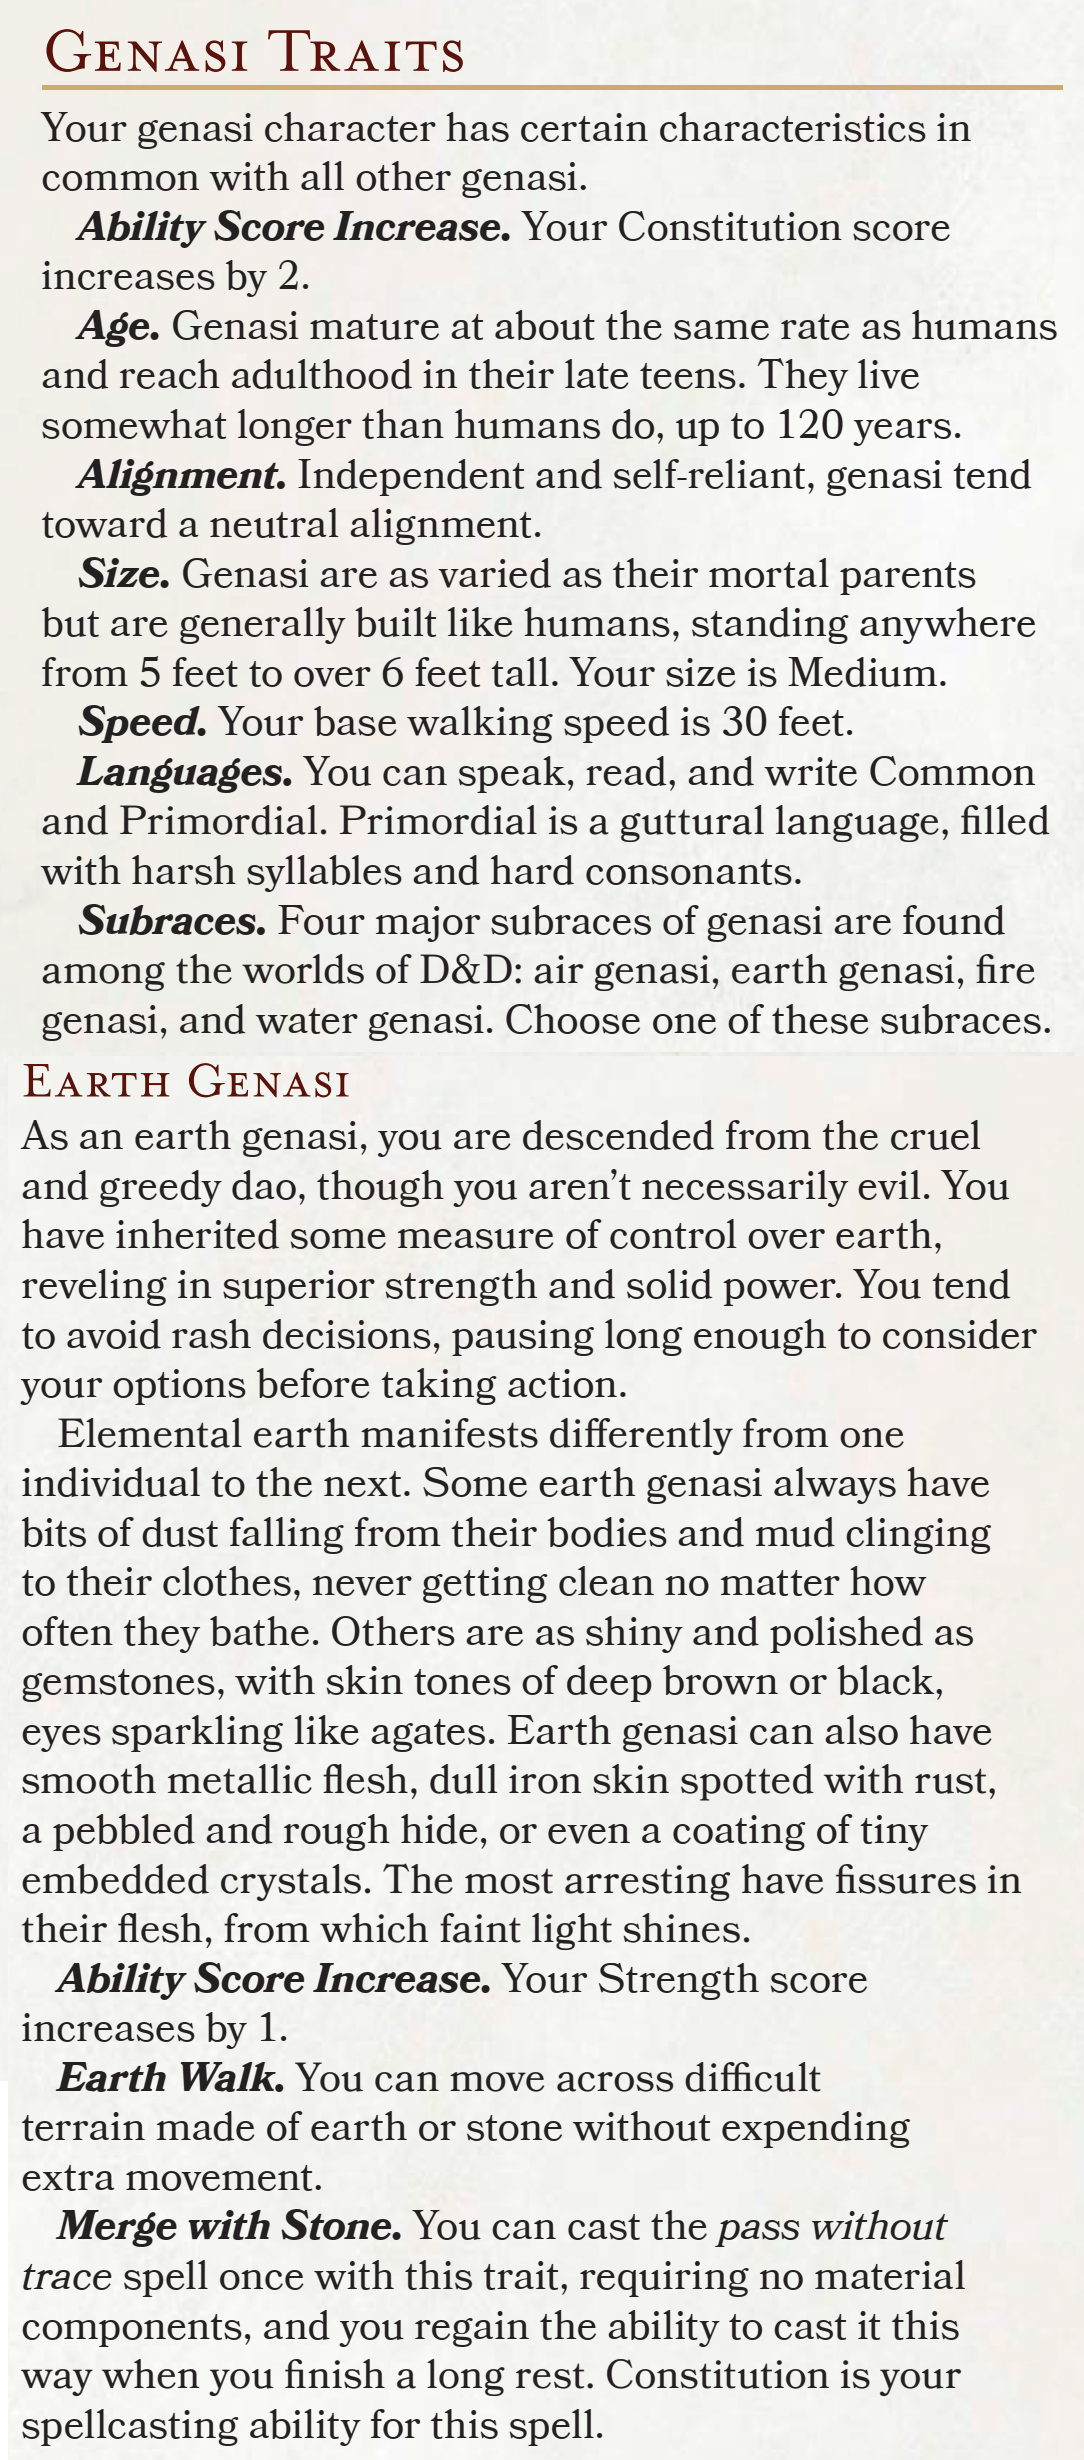 Genasi Traits
Your genasi character has certain characteristics in
common with all other genasi.
Ability Score Increase. Your Constitution score
increases by 2.
Age. Genasi mature at about the same rate as humans
and reach adulthood in their late teens. They live
somewhat longer than humans do, up to 120 years.
Alignment. Independent and self-reliant, genasi tend
toward a neutral alignment.
Size. Genasi are as varied as their mortal parents
but are generally built like humans, standing anywhere
from 5 feet to over 6 feet tall. Your size is Medium.
Speed. Your base walking speed is 30 feet.
Languages. You can speak, read, and write Common
and Primordial. Primordial is a guttural language, filled
with harsh syllables and hard consonants.
Subraces. Four major subraces of genasi are found
among the worlds of D&D: air genasi, earth genasi, fire
genasi, and water genasi. Choose one of these subraces.
Earth Genasi
As an earth genasi, you are descended from the cruel
and greedy dao, though you aren't necessarily evil. You
have inherited some measure of control over earth,
reveling in superior strength and solid power. You tend
to avoid rash decisions, pausing long enough to consider
your options before taking action.
Elemental earth manifests differently from one
individual to the next. Some earth genasi always have
bits of dust falling from their bodies and mud clinging
to their clothes, never getting clean no matter how
often they bathe. Others are as shiny and polished as
gemstones, with skin tones of deep brown or black,
eyes sparkling like agates. Earth genasi can also have
smooth metallic flesh, dull iron skin spotted with rust,
a pebbled and rough hide, or even a coating of tiny
embedded crystals. The most arresting have fissures in
their flesh, from which faint light shines.
Ability Score Increase. Your Strength score
increases by 1.
Earth Walk. You can move across difficult
terrain made of earth or stone without expending
extra movement.
Merge with Stone. You can cast the pass without
trace spell once with this trait, requiring no material
components, and you regain the ability to cast it this
way when you finish a long rest. Constitution is your
spellcasting ability for this spell.